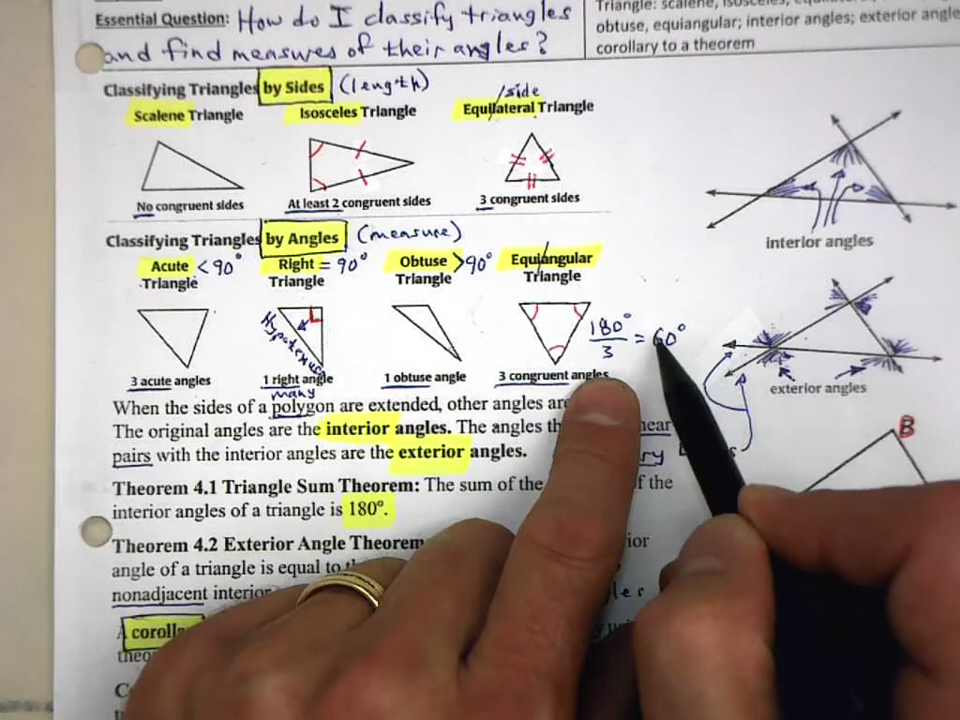 Essential Question: How do I classify triangles
and find measures of their angles?
Triangle: scalene, isosceles,
obtuse, equiangular; interior angles; exterior angle
corollary to a theorem
Classifying Triangles by Sides (length)
/side
Scalene Triangle
Isosceles Triangle
Equilateral Triangle
No congruent sides
At least 2 congruent sides
3 congruent sides
interior angles
Classifying Triangles by Angles (measure)
Acute <90° Triangle
Right = 90° Triangle
Obtuse >90° Triangle
Equiangular Triangle
Hypotenuse
180°
3
= 60°
3 acute angles
1 right angle
1 obtuse angle
3 congruent angles
exterior angles
B
many
When the sides of a polygon are extended, other angles are
The original angles are the interior angles. The angles
pairs with the interior angles are the exterior angles.
Theorem 4.1 Triangle Sum Theorem: The sum of the of the
interior angles of a triangle is 180°.
Theorem 4.2 Exterior Angle Theorem
angle of a triangle is equal to
nonadjacent interior
A